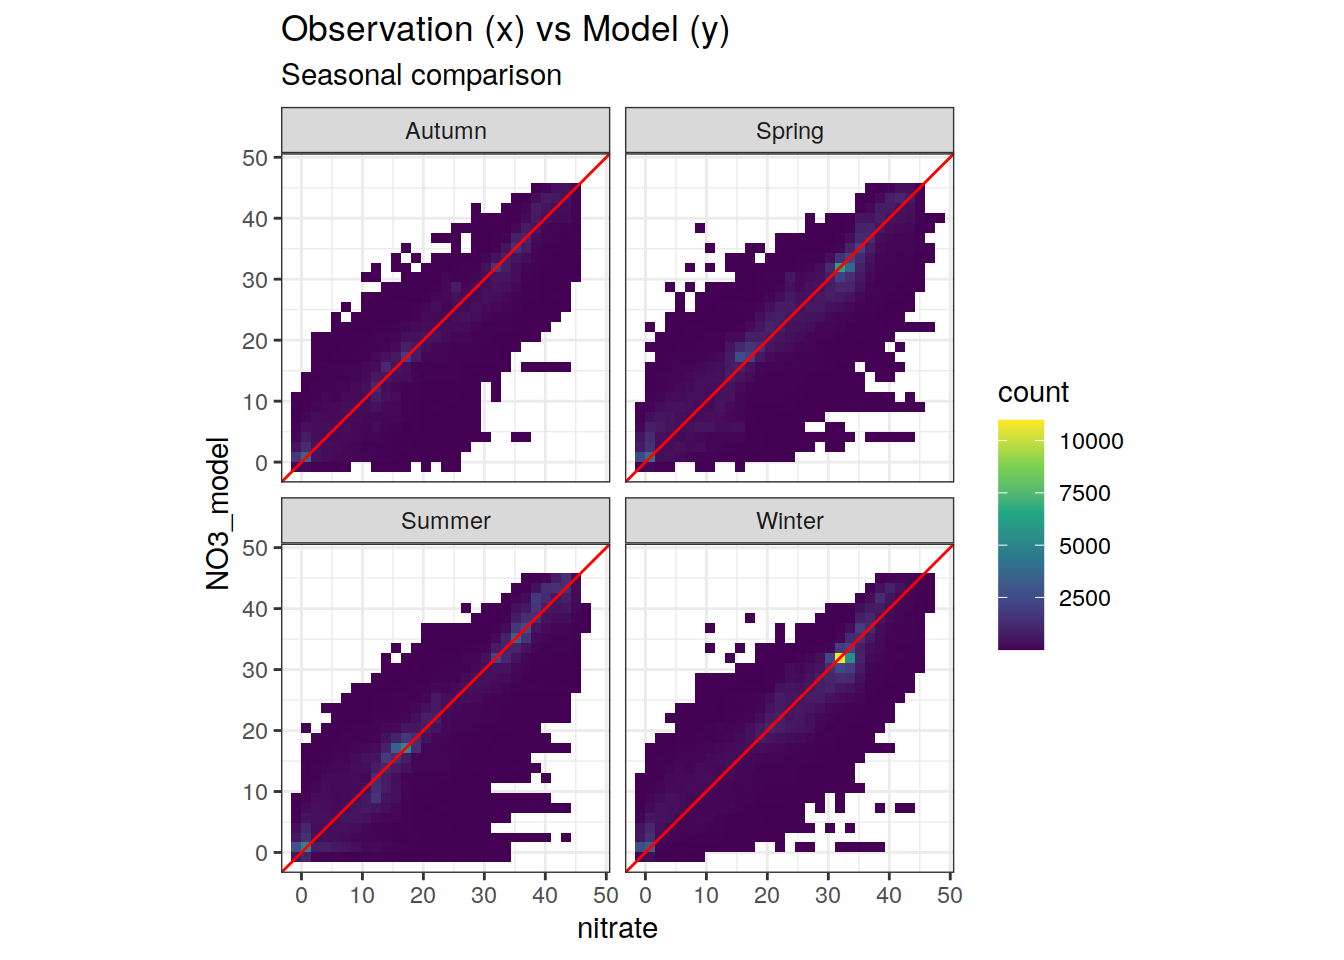 Observation (x) vs Model (y)
Seasonal comparison
Autumn
Spring
50
40
30
20
10
0
Summer
Winter
50
40
30
20
10
0
0 10 20 30 40 50
0 10 20 30 40 50
nitrate
NO3_model
count
10000
7500
5000
2500